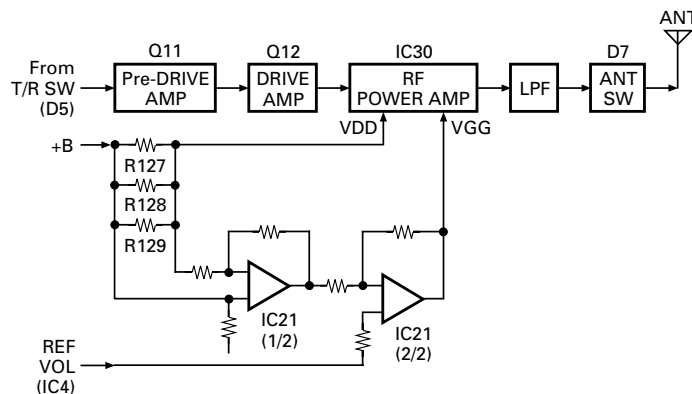 ANT
Q11
Q12
IC30
D7
From
T/R SW
(D5)
Pre-DRIVE
AMP
DRIVE
AMP
RF
POWER AMP
LPF
ANT
SW
VDD
VGG
+B
R127
R128
R129
IC21
(1/2)
IC21
(2/2)
REF
VOL
(IC4)